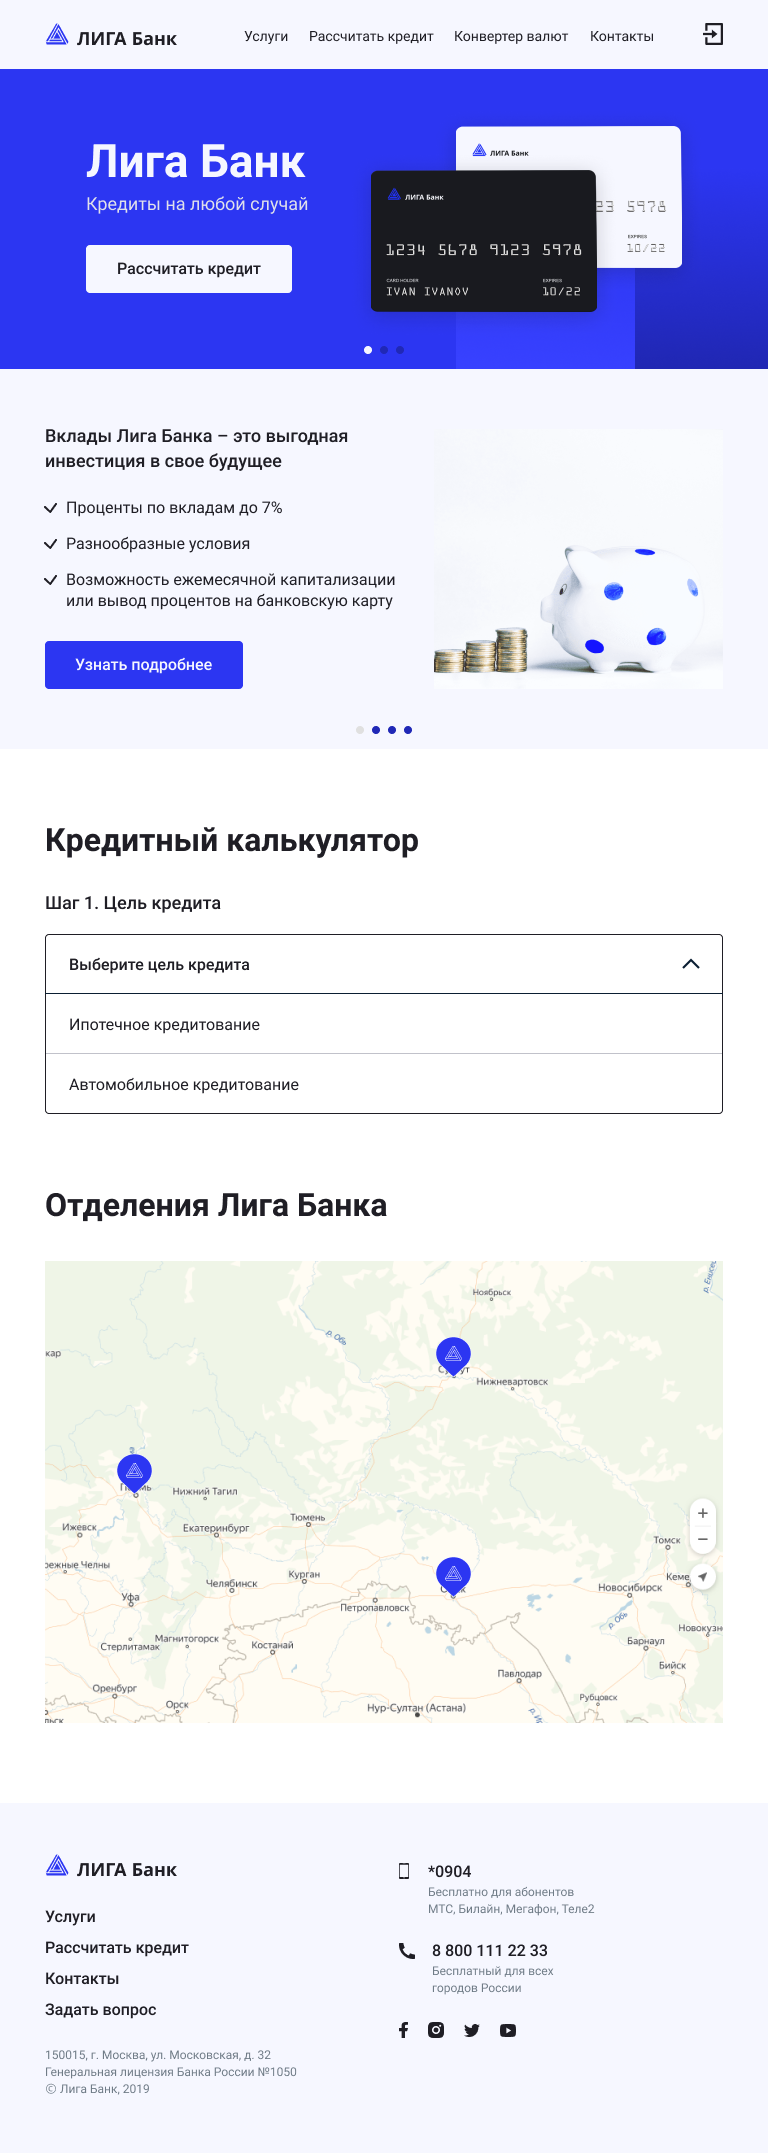 ЛИГА Банк
Услуги
Рассчитать кредит
Конвертер валют
Контакты
Лига Банк
Кредиты на любой случай
Рассчитать кредит
ЛИГА Банк
23 5978
EXPIRES
10/22
ЛИГА Банк
1234 5678 9123 5978
CARD HOLDER
EXPIRES
IVAN IVANOV
10/22
Вклады Лига Банка – это выгодная
инвестиция в свое будущее
Проценты по вкладам до 7%
Разнообразные условия
Возможность ежемесячной капитализации
или вывод процентов на банковскую карту
Узнать подробнее
Кредитный калькулятор
Шаг 1. Цель кредита
Выберите цель кредита
Ипотечное кредитование
Автомобильное кредитование
Отделения Лига Банка
р. Енисей
Ноябрьск
р. Обь
кар
Нижневартовск
Нижний Тагил
Ижевск
Екатеринбург
Тюмень
Томск
режные Челны
Кеме
Челябинск
Курган
Новосибирск
Уфа
Петропавловск
р. Обь
Новокузн
Стерлитамак
Магнитогорск
Костанай
Барнаул
Бийск
Павлодар
Оренбург
Орск
Рубцовск
Нур-Султан (Астана)
льск
ЛИГА Банк
Услуги
Рассчитать кредит
Контакты
Задать вопрос
150015, г. Москва, ул. Московская, д. 32
Генеральная лицензия Банка России №1050
© Лига Банк, 2019
*0904
Бесплатно для абонентов
МТС, Билайн, Мегафон, Теле2
8 800 111 22 33
Бесплатный для всех
городов России